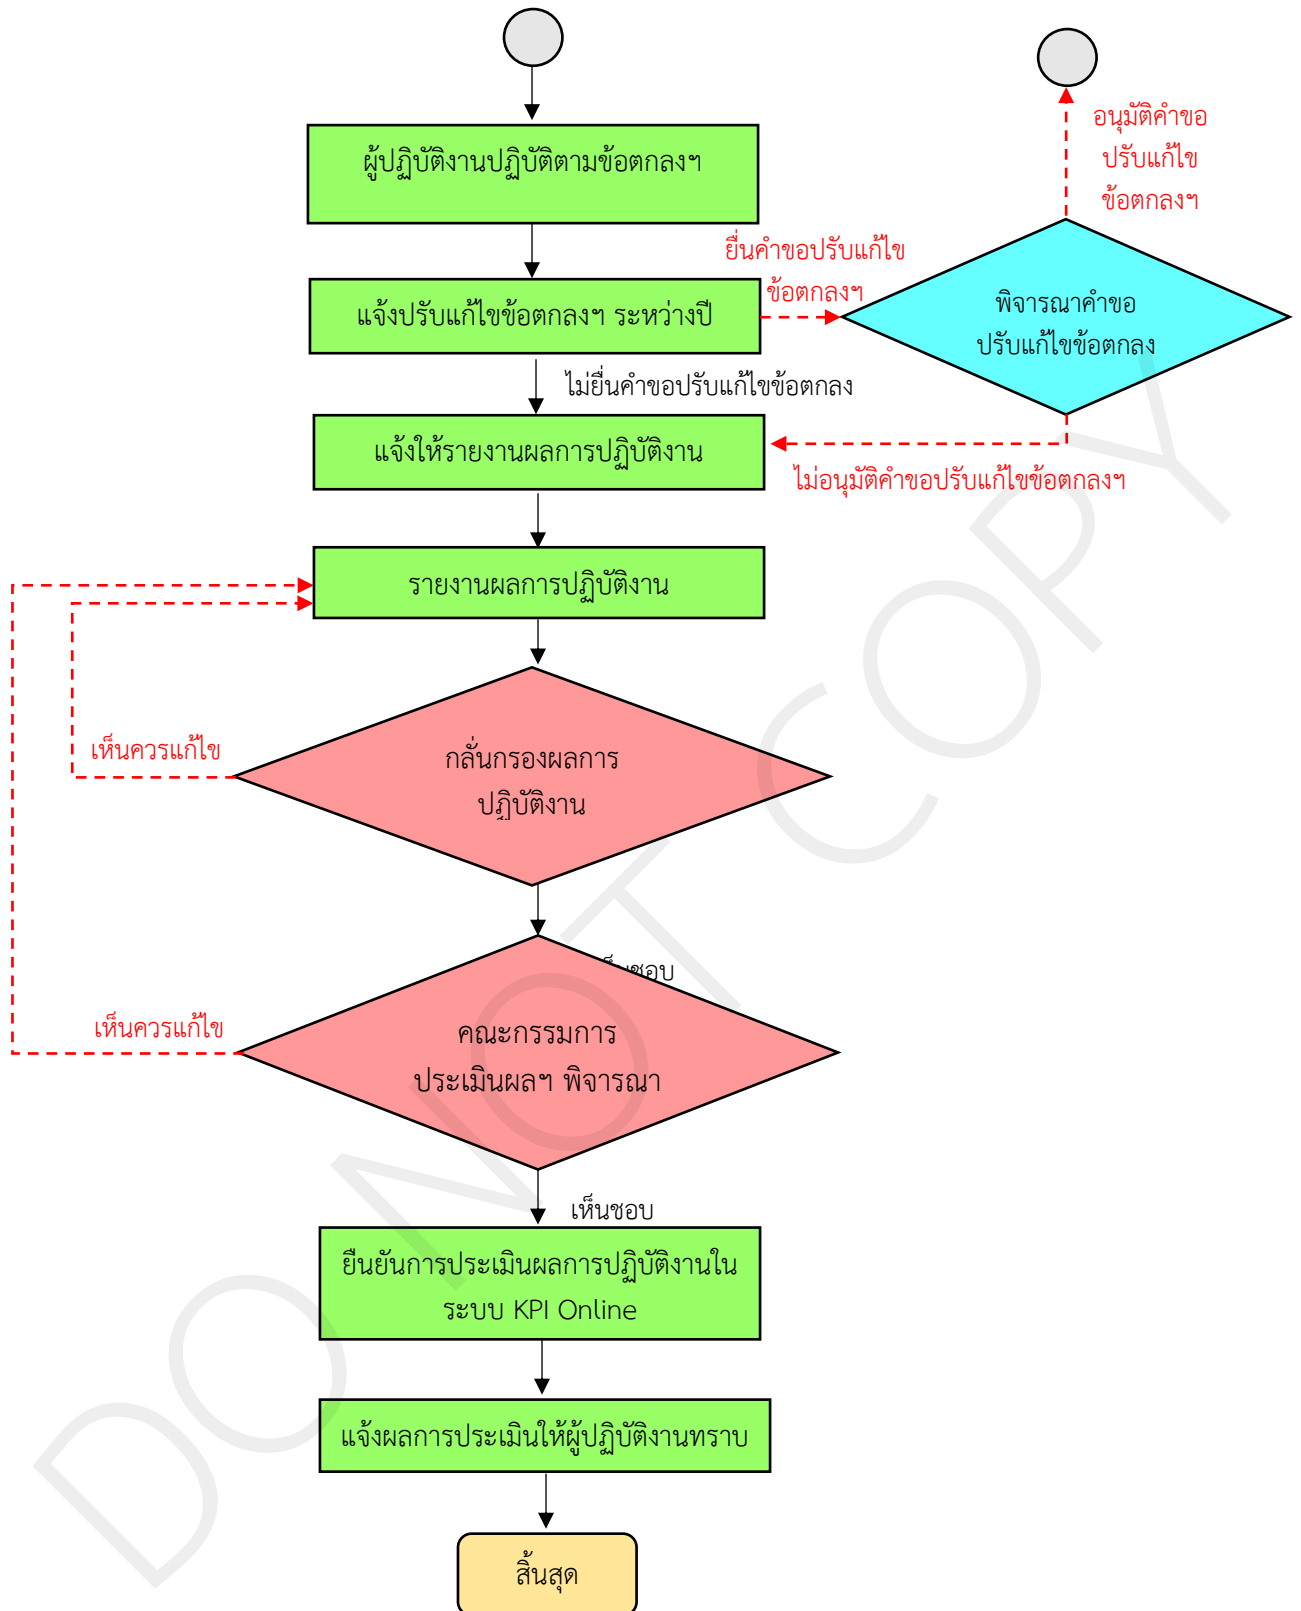 ผู้ปฏิบัติงานปฏิบัติตามข้อตกลงฯ
อนุมัติคำขอ
ปรับแก้ไข
ข้อตกลงฯ
ยื่นคำขอปรับแก้ไข
ข้อตกลงฯ
แจ้งปรับแก้ไขข้อตกลงฯ ระหว่างปี
พิจารณาคำขอ
ปรับแก้ไขข้อตกลง
ไม่ยื่นคำขอปรับแก้ไขข้อตกลง
แจ้งให้รายงานผลการปฏิบัติงาน
ไม่อนุมัติคำขอปรับแก้ไขข้อตกลงฯ
รายงานผลการปฏิบัติงาน
เห็นควรแก้ไข
กลั่นกรองผลการ
ปฏิบัติงาน
เห็นควรแก้ไข
คณะกรรมการ
ประเมินผลฯ พิจารณา
เห็นชอบ
ยืนยันการประเมินผลการปฏิบัติงานใน
ระบบ KPI Online
แจ้งผลการประเมินให้ผู้ปฏิบัติงานทราบ
สิ้นสุด
DO NOT COPY